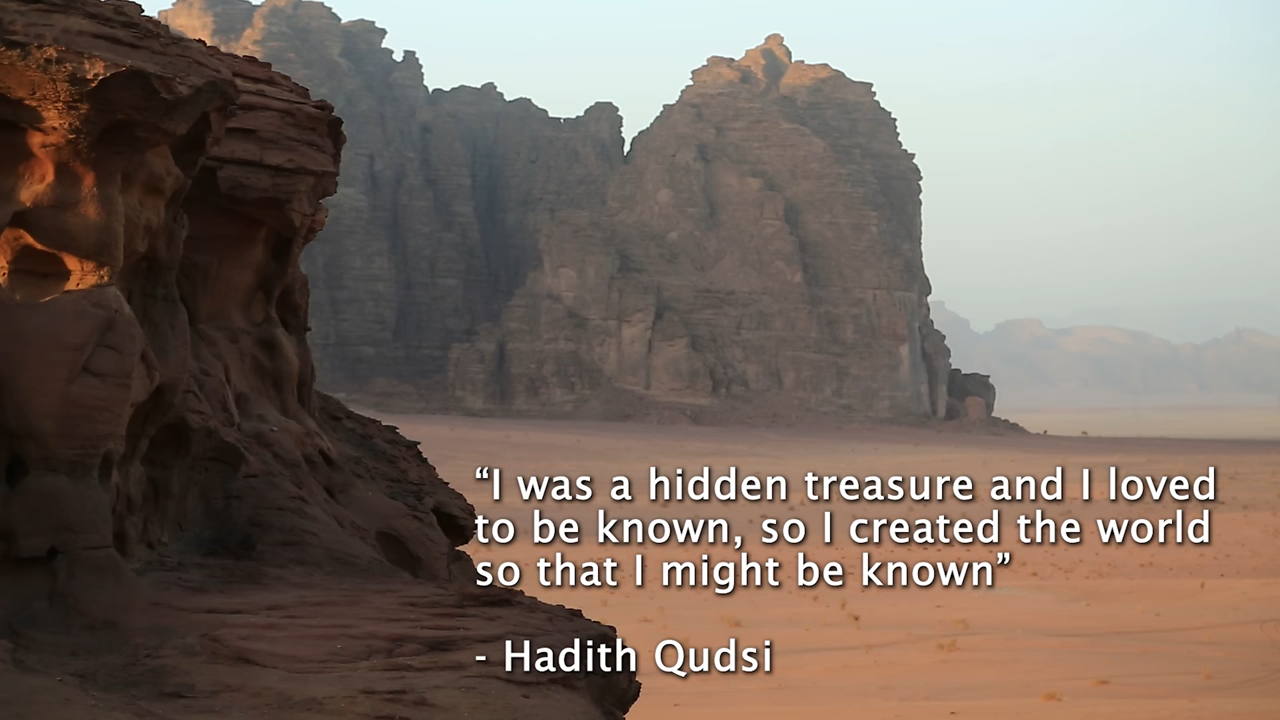 “I was a hidden treasure and I loved
to be known, so I created the world
so that I might be known”
- Hadith Qudsi